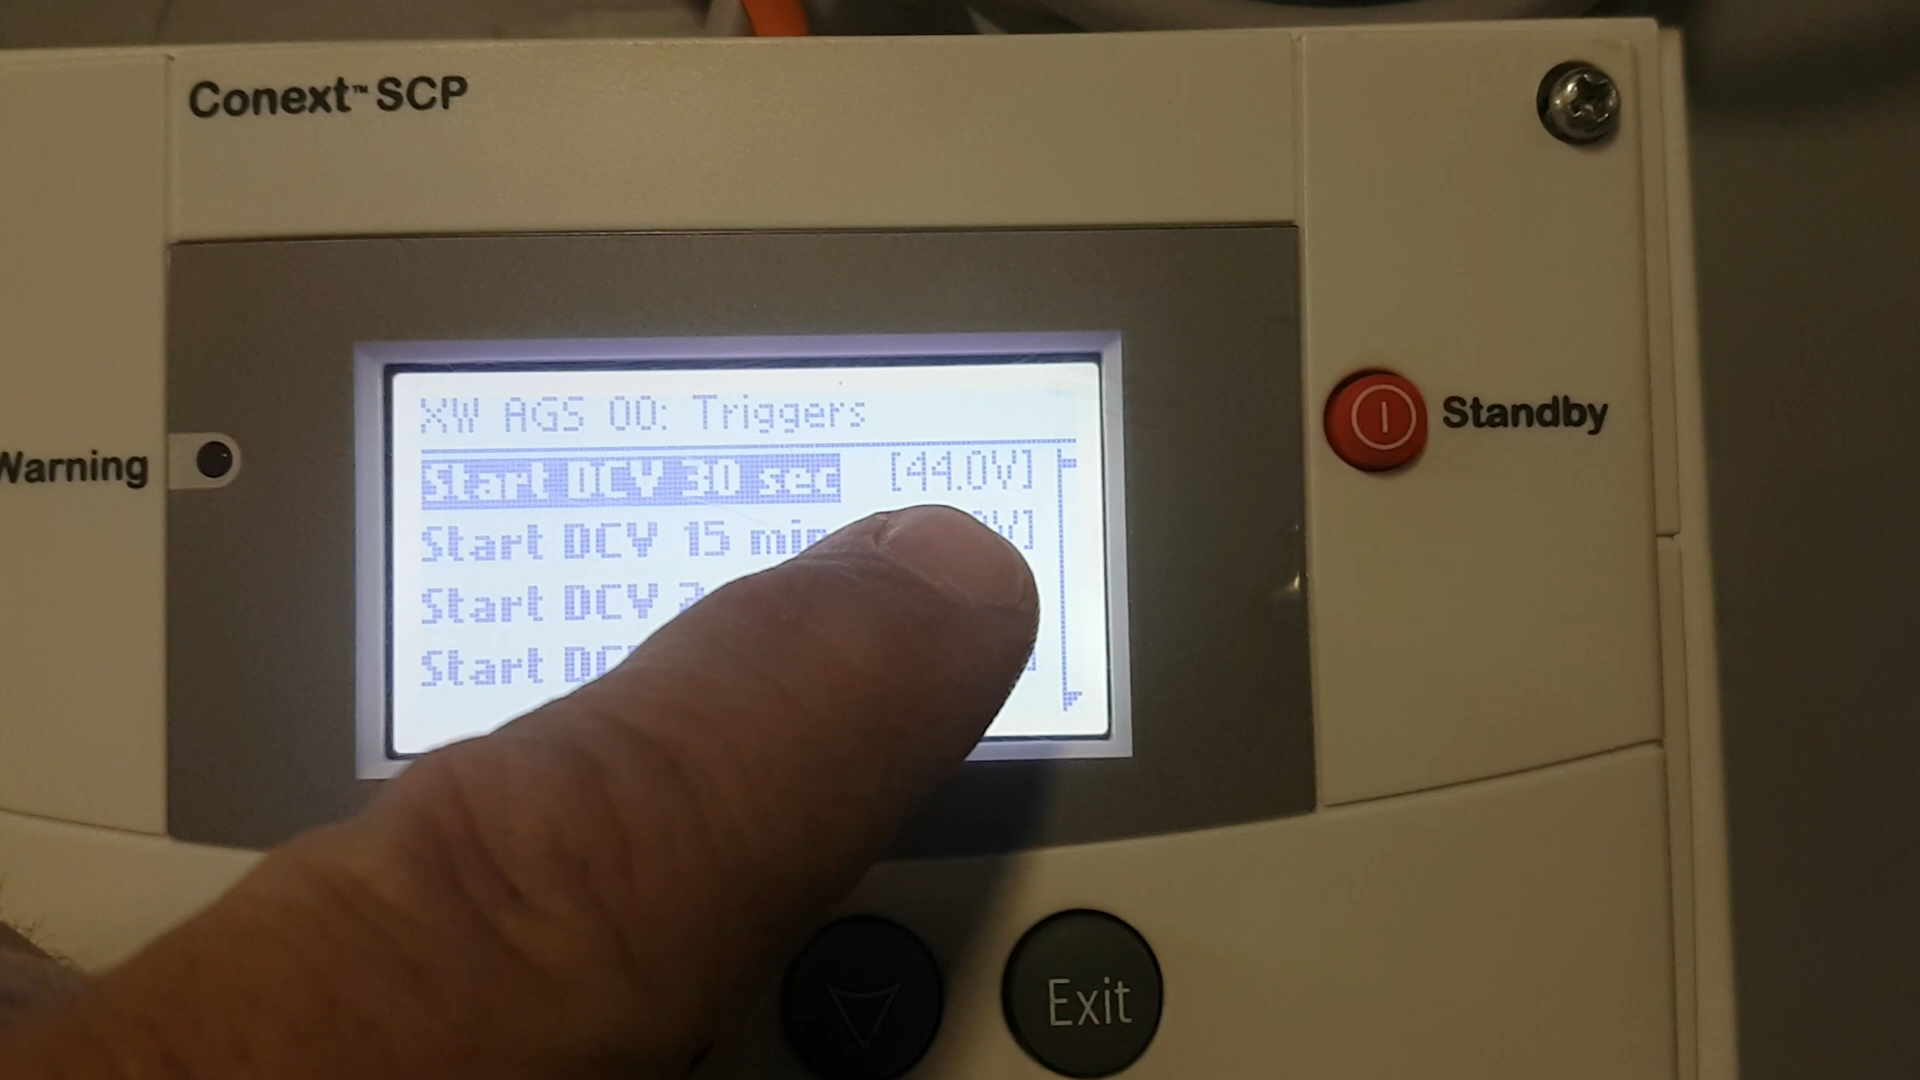 Conext™ SCP
Warning
Standby
XW AGS 00: Triggers
Start DCV 30 sec [44.0V]
Start DCV 15 min
Start DCV
Start
Exit